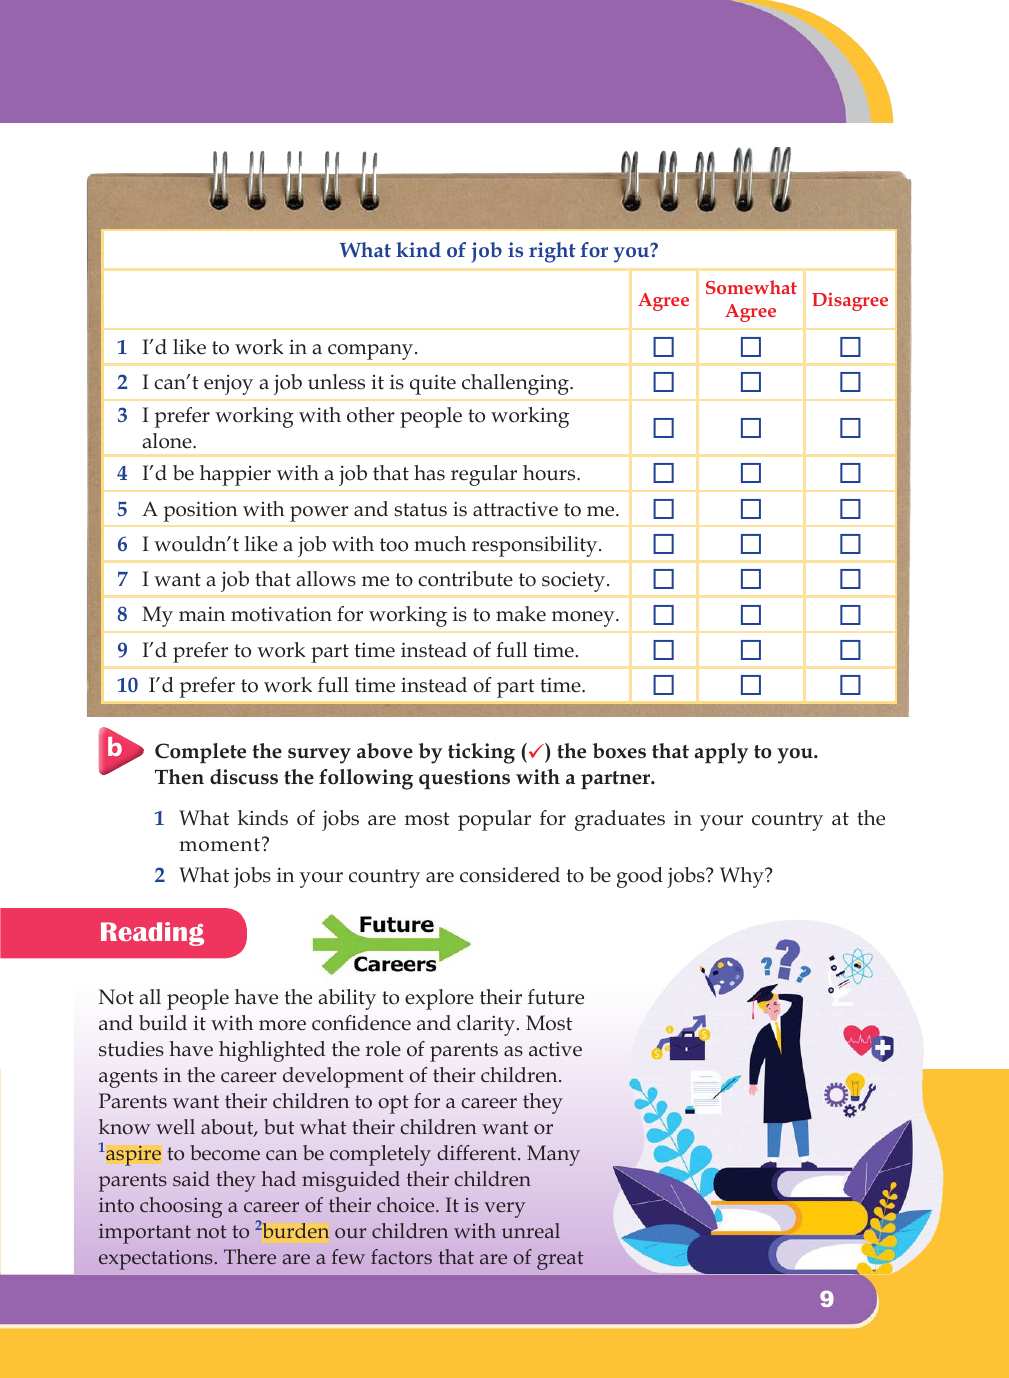 What kind of job is right for you?
Agree
Somewhat
Agree
Disagree
1 I'd like to work in a company.
2 I can't enjoy a job unless it is quite challenging.
3 I prefer working with other people to working
alone.
4 I'd be happier with a job that has regular hours.
5 A position with power and status is attractive to me.
6 I wouldn't like a job with too much responsibility.
7 I want a job that allows me to contribute to society.
8 My main motivation for working is to make money.
9 I'd prefer to work part time instead of full time.
10 I'd prefer to work full time instead of part time.
b Complete the survey above by ticking (✓) the boxes that apply to you.
Then discuss the following questions with a partner.
1 What kinds of jobs are most popular for graduates in your country at the
moment?
2 What jobs in your country are considered to be good jobs? Why?
Reading
Future
Careers
Not all people have the ability to explore their future
and build it with more confidence and clarity. Most
studies have highlighted the role of parents as active
agents in the career development of their children.
Parents want their children to opt for a career they
know well about, but what their children want or
1aspire to become can be completely different. Many
parents said they had misguided their children
into choosing a career of their choice. It is very
important not to 2burden our children with unreal
expectations. There are a few factors that are of great
9